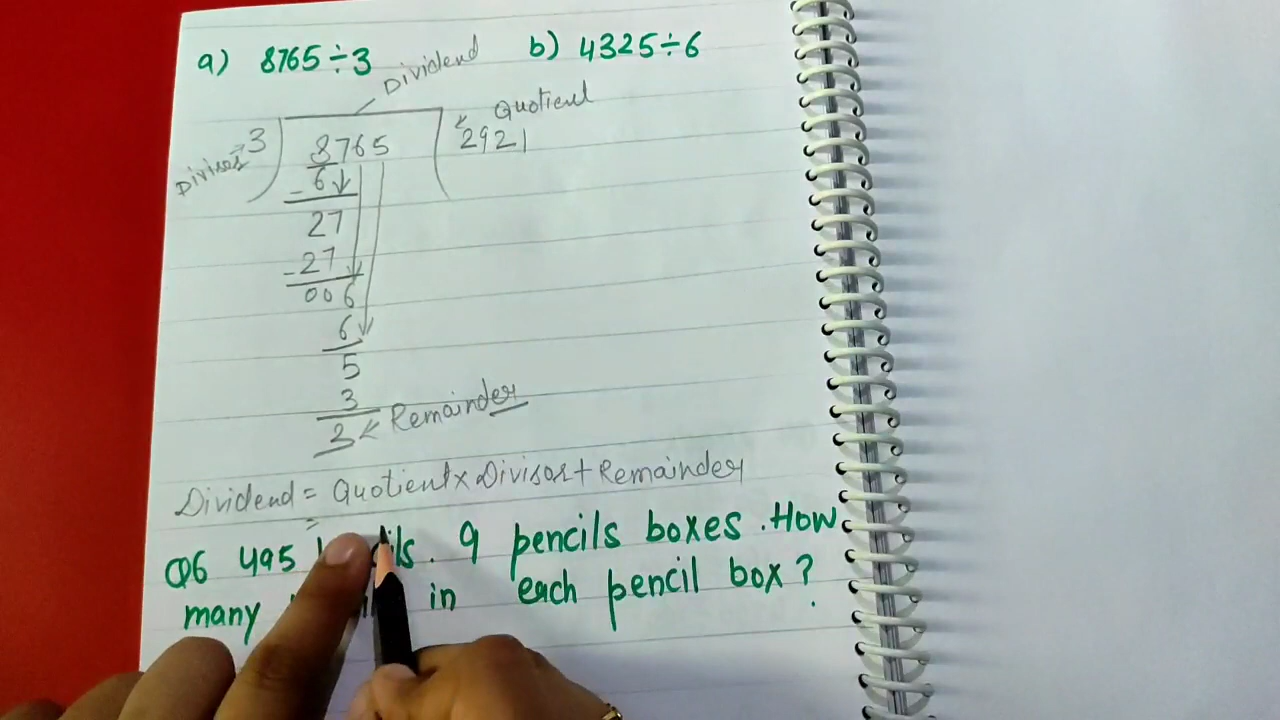 a) 8765÷3 b) 4325÷6
Dividend
Quotient
Divisor 3 8765 2921
- 6
27
- 27
006
6
5
3
3 Remainder
Dividend = Quotient × Divisor + Remainder
=
Q6 495 . 9 pencils boxes. How
many in each pencil box?